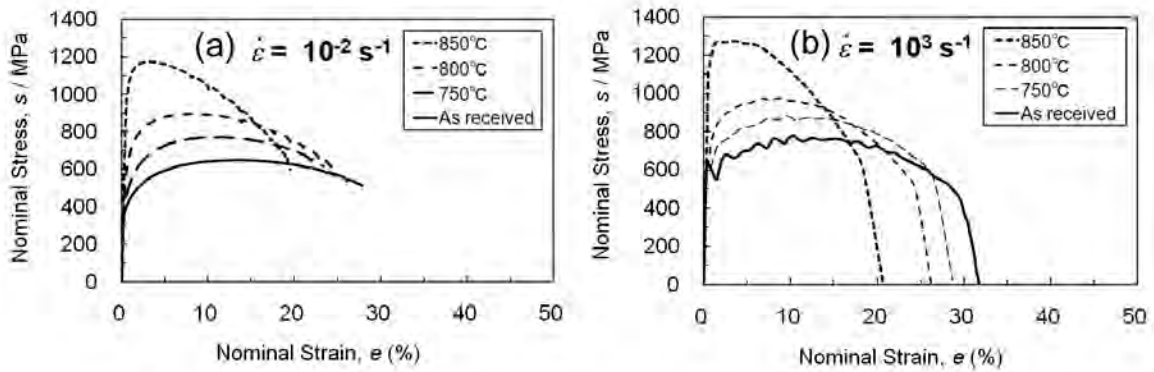 1400
1200
1000
800
600
400
200
0
Nominal Stress, s / MPa
(a) ε̇ = 10⁻² s⁻¹
850°C
800°C
750°C
As received
0 10 20 30 40 50
Nominal Strain, e (%)
1400
1200
1000
800
600
400
200
0
Nominal Stress, s / MPa
(b) ε̇ = 10³ s⁻¹
850°C
800°C
750°C
As received
0 10 20 30 40 50
Nominal Strain, e (%)